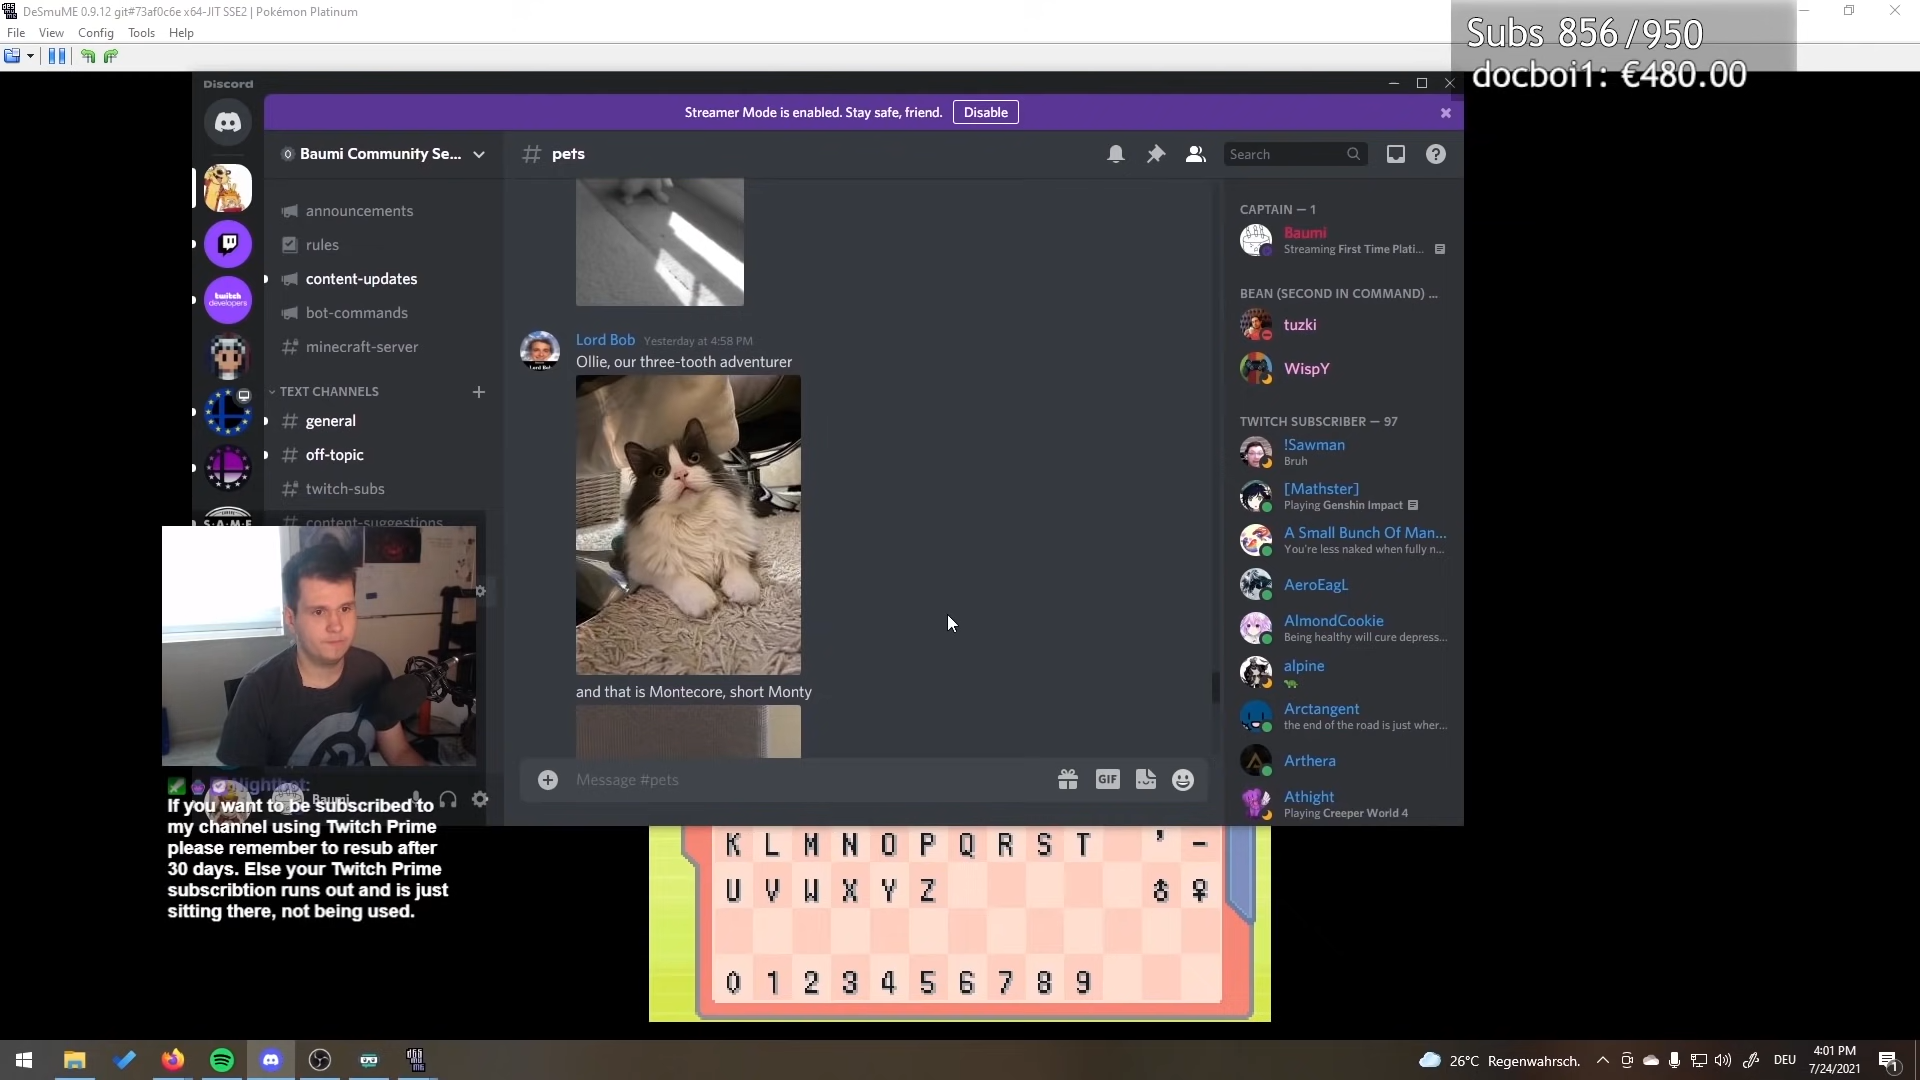 DeSmuME 0.9.12 git#73af0c6e x64-JIT SSE2 | Pokémon Platinum
File View Config Tools Help
Subs 856/950
docboi1: €480.00
Discord
Streamer Mode is enabled. Stay safe, friend. Disable
Baumi Community Se...
# pets
Search
announcements
rules
content-updates
bot-commands
minecraft-server
TEXT CHANNELS
general
off-topic
twitch-subs
content-suggestions
twitch
developers
Lord Bob Yesterday at 4:58 PM
Ollie, our three-tooth adventurer
and that is Montecore, short Monty
Message #pets
GIF
CAPTAIN — 1
Baumi
Streaming First Time Plati...
BEAN (SECOND IN COMMAND) ...
tuzki
WispY
TWITCH SUBSCRIBER — 97
!Sawman
Bruh
[Mathster]
Playing Genshin Impact
A Small Bunch Of Man...
You're less naked when fully n...
AeroEagL
AlmondCookie
Being healthy will cure depress...
alpine
Arctangent
the end of the road is just wher...
Arthera
Athight
Playing Creeper World 4
Nightbot:
Baumi
If you want to be subscribed to
my channel using Twitch Prime
please remember to resub after
30 days. Else your Twitch Prime
subscribtion runs out and is just
sitting there, not being used.
K L M N O P Q R S T ' -
U V W X Y Z ♂ ♀
0 1 2 3 4 5 6 7 8 9
26°C Regenwahrsch.
DEU
4:01 PM
7/24/2021